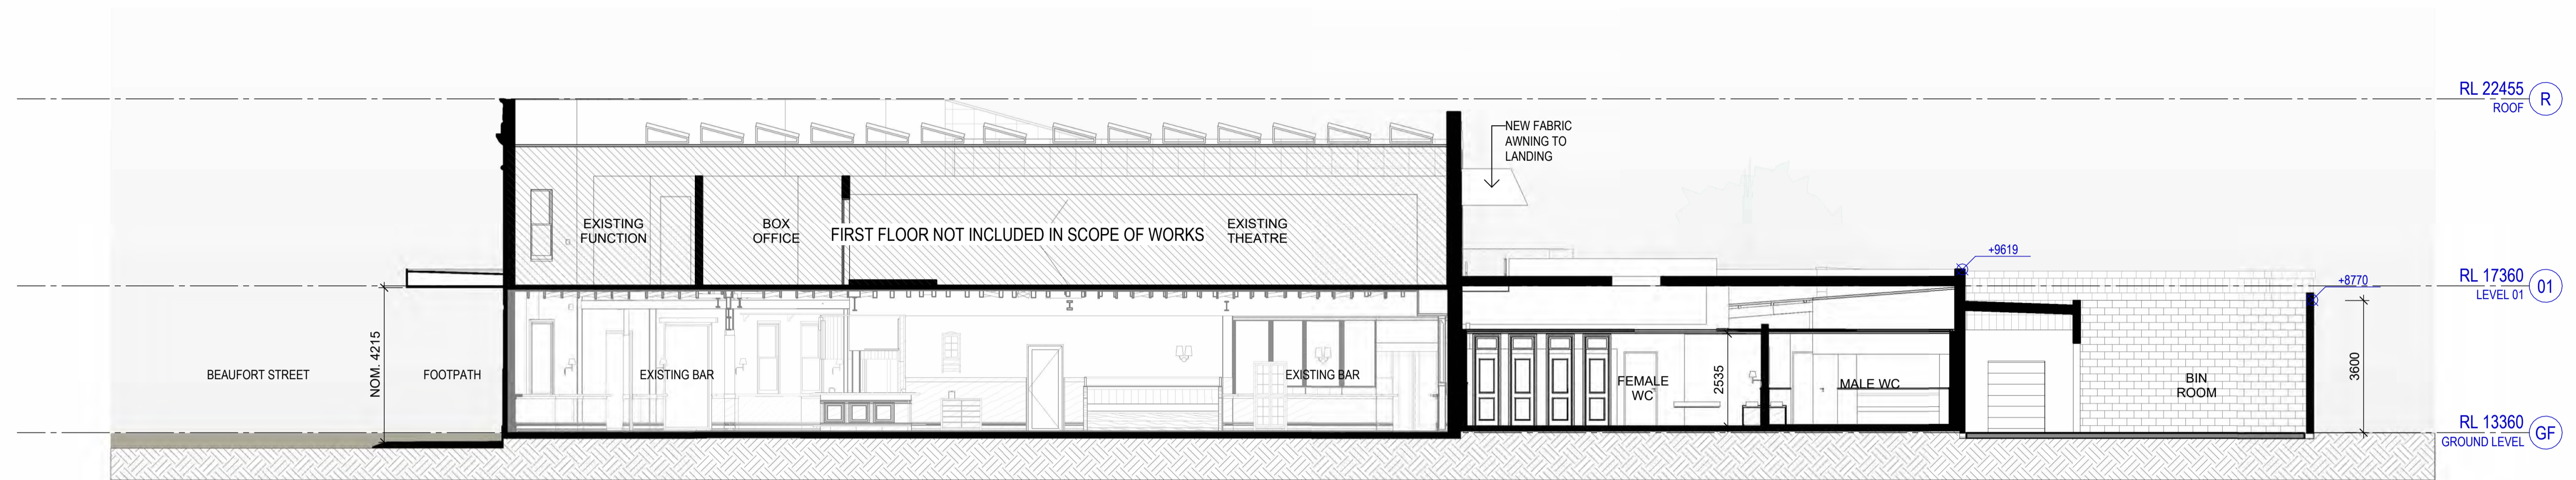 RL 22455
ROOF
R
NEW FABRIC
AWNING TO
LANDING
EXISTING
FUNCTION
BOX
OFFICE
FIRST FLOOR NOT INCLUDED IN SCOPE OF WORKS
EXISTING
THEATRE
+9619
+8770
RL 17360
LEVEL 01
01
NOM. 4215
BEAUFORT STREET
FOOTPATH
EXISTING BAR
EXISTING BAR
FEMALE
WC
2535
MALE WC
BIN
ROOM
3600
RL 13360
GROUND LEVEL
GF